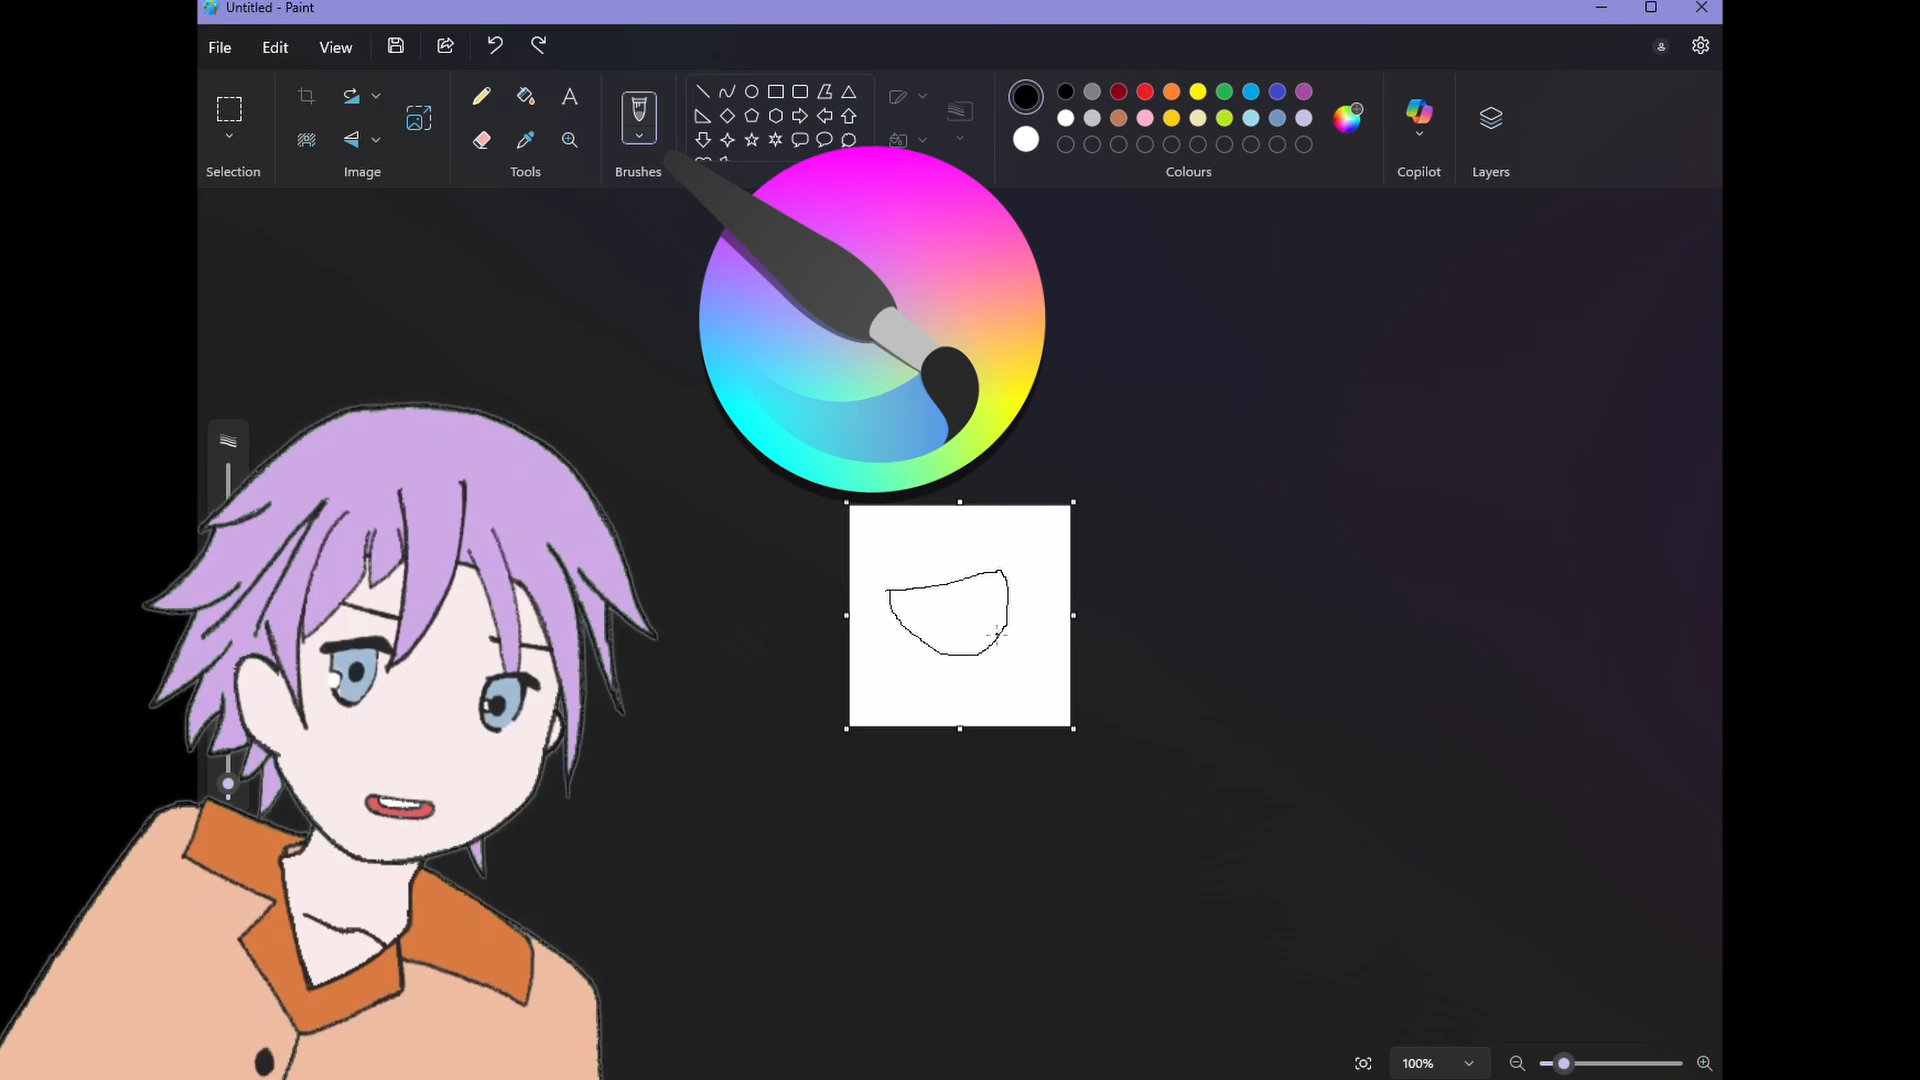 Untitled - Paint
File Edit View
Selection Image Tools Brushes Colours Copilot Layers
100%